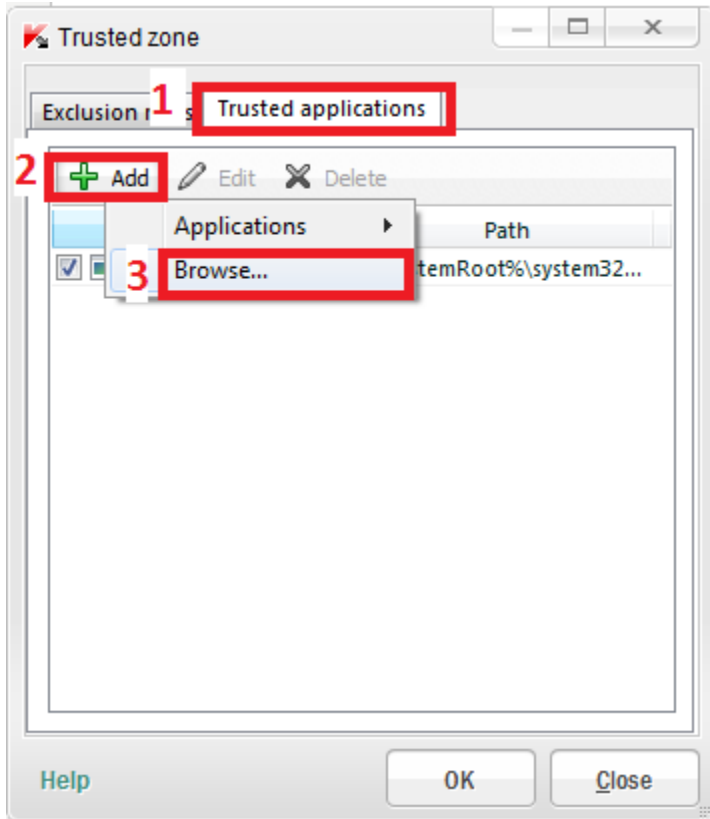 Trusted zone
1
Exclusion
Trusted applications
2
Add
Edit
Delete
Applications
Path
3
Browse...
temRoot%\system32...
Help
OK
Close